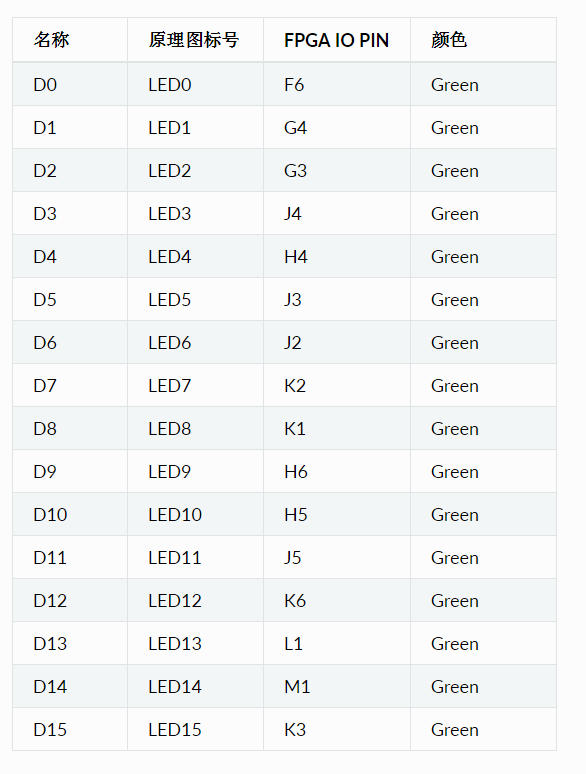 名称 原理图标号 FPGA IO PIN 颜色
D0 LED0 F6 Green
D1 LED1 G4 Green
D2 LED2 G3 Green
D3 LED3 J4 Green
D4 LED4 H4 Green
D5 LED5 J3 Green
D6 LED6 J2 Green
D7 LED7 K2 Green
D8 LED8 K1 Green
D9 LED9 H6 Green
D10 LED10 H5 Green
D11 LED11 J5 Green
D12 LED12 K6 Green
D13 LED13 L1 Green
D14 LED14 M1 Green
D15 LED15 K3 Green